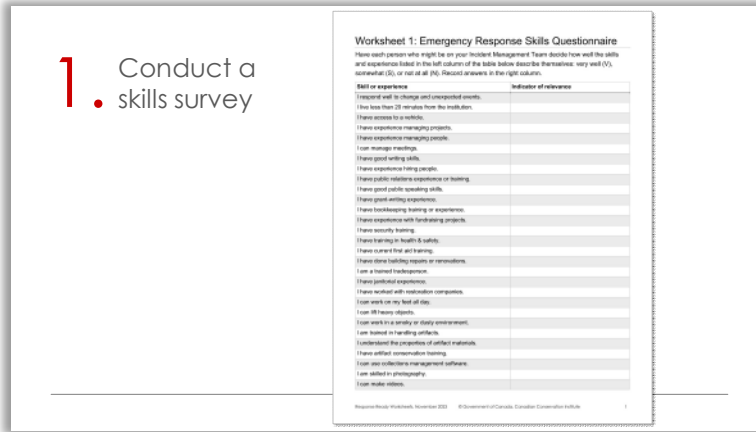 1. Conduct a
skills survey
Worksheet 1: Emergency Response Skills Questionnaire
Have each person who might be on your Incident Management Team decide how well the skills
and experience listed in the left column of the table below describe themselves: very well (V),
somewhat (S), or not at all (N). Record answers in the right column.
Skill or experience Indicator of relevance
I respond well to change and unexpected events.
I live less than 20 minutes from the institution.
I have access to a vehicle.
I have experience managing projects.
I have experience managing people.
I can manage meetings.
I have good writing skills.
I have experience hiring people.
I have public relations experience or training.
I have good public speaking skills.
I have grant-writing experience.
I have bookkeeping training or experience.
I have experience with fundraising projects.
I have security training.
I have training in health & safety.
I have current first aid training.
I have done building repairs or renovations.
I am a trained tradesperson.
I have janitorial experience.
I have worked with restoration companies.
I can work on my feet all day.
I can lift heavy objects.
I can work in a smoky or dusty environment.
I am trained in handling artifacts.
I understand the properties of artifact materials.
I have artifact conservation training.
I can use collections management software.
I am skilled in photography.
I can make videos.
Response Ready Worksheets, November 2023 © Government of Canada, Canadian Conservation Institute 1